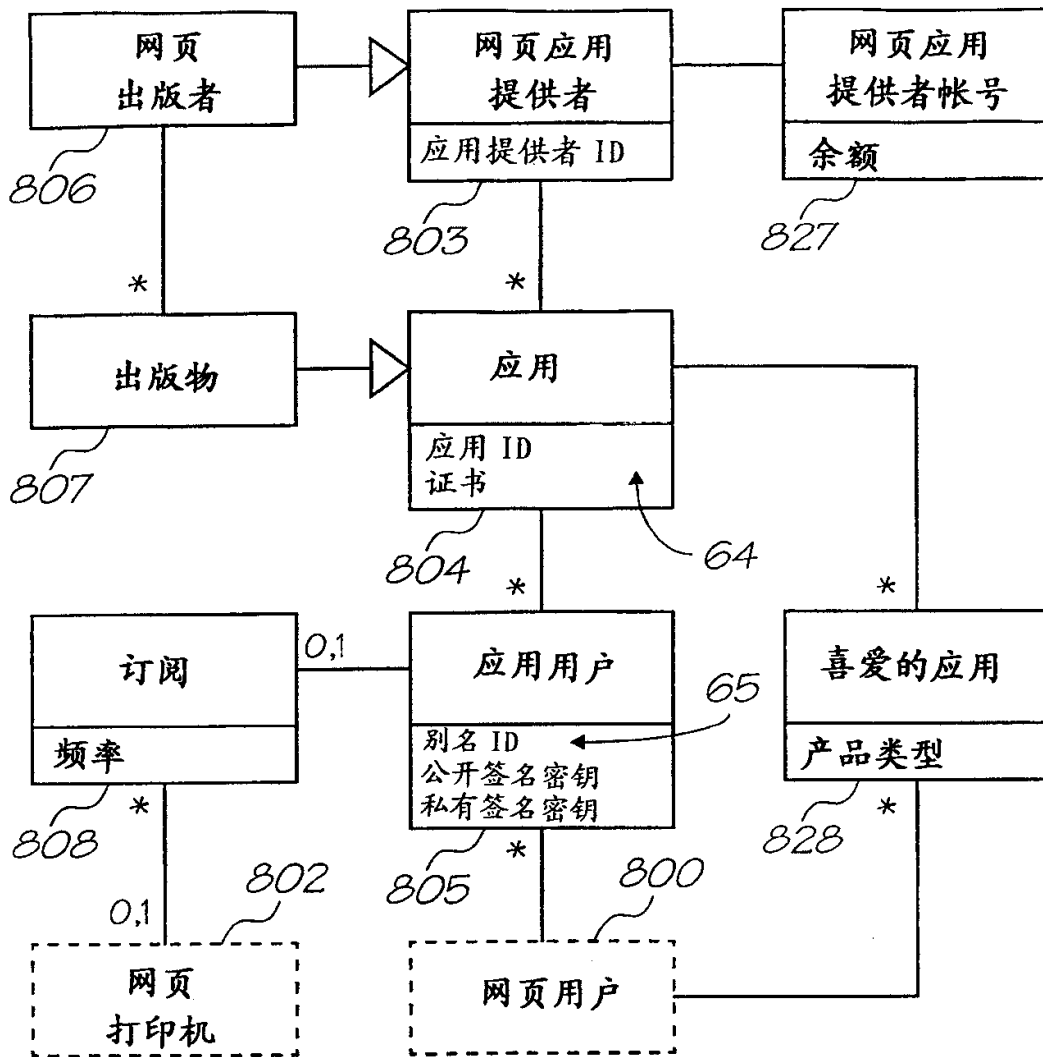 网页
出版者
网页应用
提供者
应用提供者 ID
网页应用
提供者帐号
余额
806
803
827
*
*
出版物
应用
应用 ID
证书
807
804
64
*
*
订阅
频率
0,1
应用用户
别名 ID
公开签名密钥
私有签名密钥
65
喜爱的应用
产品类型
*
*
*
808
805
828
802
800
0,1
网页
打印机
网页用户